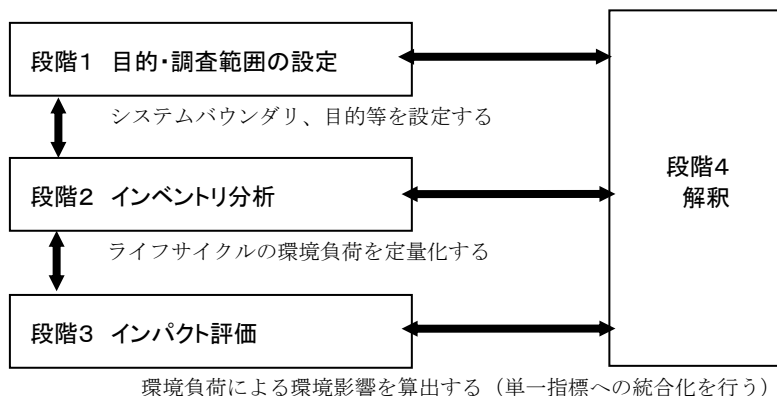 段階1 目的・調査範囲の設定
システムバウンダリ、目的等を設定する
段階2 インベントリ分析
ライフサイクルの環境負荷を定量化する
段階3 インパクト評価
環境負荷による環境影響を算出する（単一指標への統合化を行う）
段階4
解釈